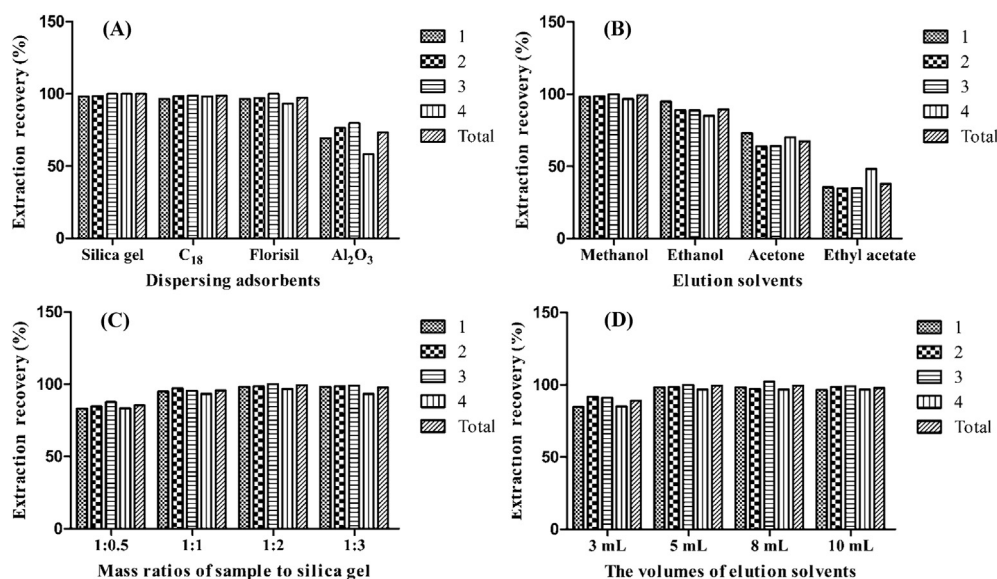 (A)
Extraction recovery (%)
150
100
50
0
Silica gel C₁₈ Florisil Al₂O₃
Dispersing adsorbents
1
2
3
4
Total
(B)
Extraction recovery (%)
150
100
50
0
Methanol Ethanol Acetone Ethyl acetate
Elution solvents
1
2
3
4
Total
(C)
Extraction recovery (%)
150
100
50
0
1:0.5 1:1 1:2 1:3
Mass ratios of sample to silica gel
1
2
3
4
Total
(D)
Extraction recovery (%)
150
100
50
0
3 mL 5 mL 8 mL 10 mL
The volumes of elution solvents
1
2
3
4
Total